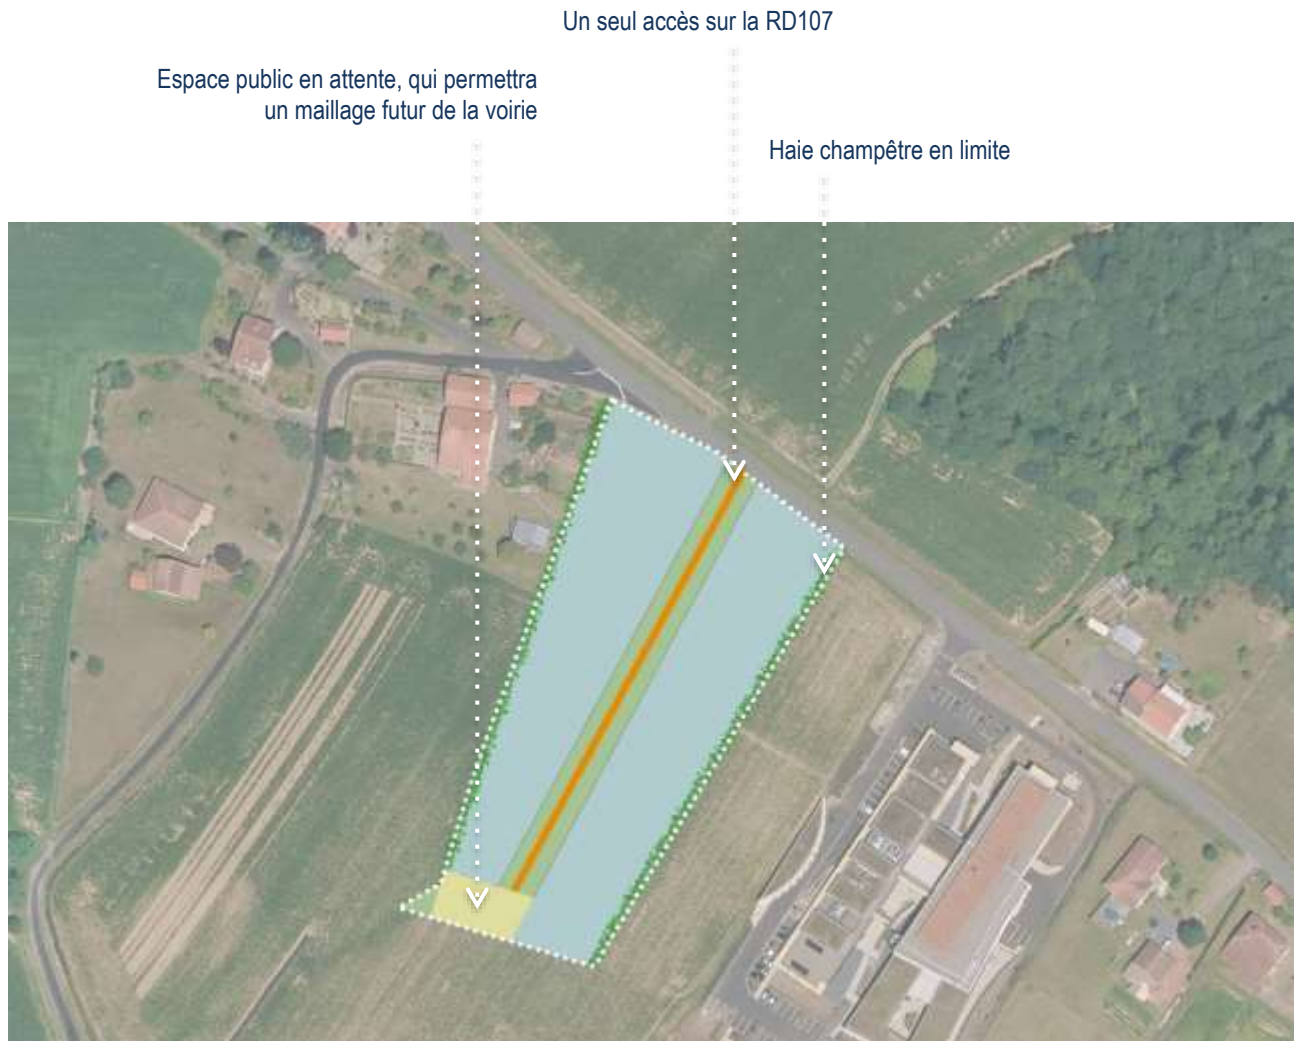 Un seul accès sur la RD107
Espace public en attente, qui permettra
un maillage futur de la voirie
Haie champêtre en limite